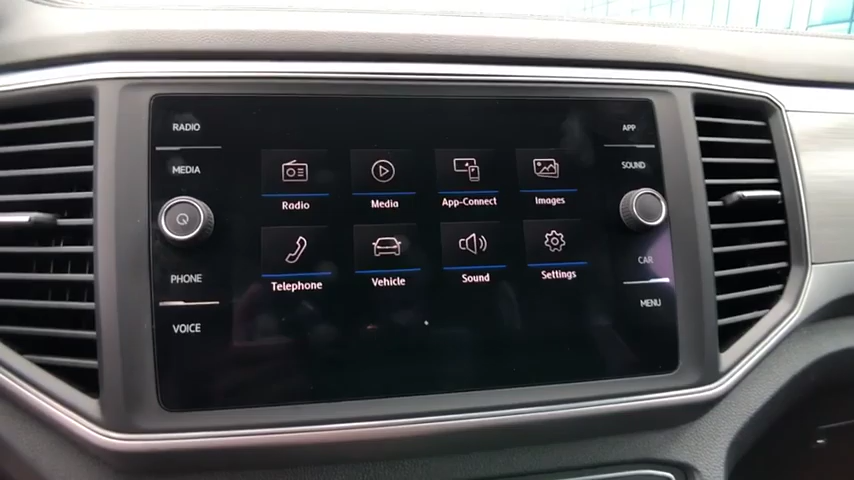 RADIO
MEDIA
PHONE
VOICE
Radio
Media
App-Connect
Images
Telephone
Vehicle
Sound
Settings
APP
SOUND
CAR
MENU